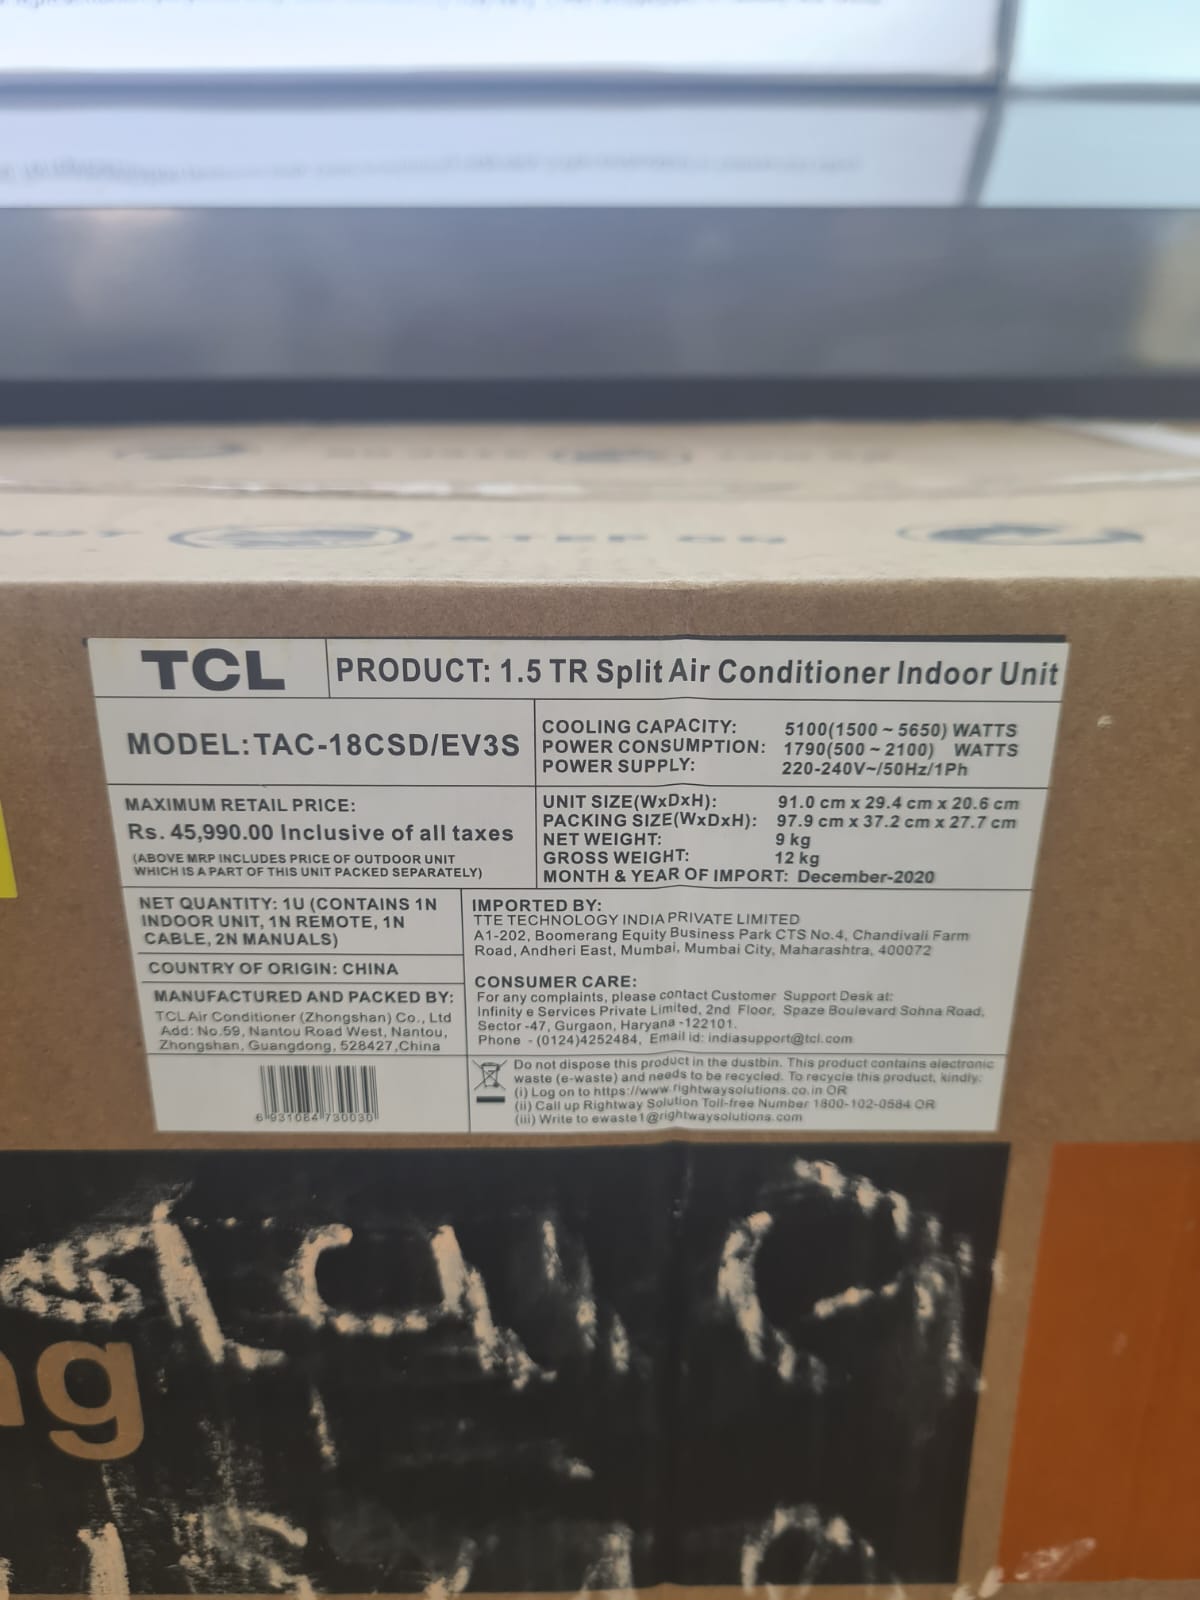 STEP ON
TCL
PRODUCT: 1.5 TR Split Air Conditioner Indoor Unit
MODEL: TAC-18CSD/EV3S
COOLING CAPACITY: 5100(1500 ~ 5650) WATTS
POWER CONSUMPTION: 1790(500 ~ 2100) WATTS
POWER SUPPLY: 220-240V~/50Hz/1Ph
MAXIMUM RETAIL PRICE:
Rs. 45,990.00 Inclusive of all taxes
(ABOVE MRP INCLUDES PRICE OF OUTDOOR UNIT
WHICH IS A PART OF THIS UNIT PACKED SEPARATELY)
UNIT SIZE(WxDxH): 91.0 cm x 29.4 cm x 20.6 cm
PACKING SIZE(WxDxH): 97.9 cm x 37.2 cm x 27.7 cm
NET WEIGHT: 9 kg
GROSS WEIGHT: 12 kg
MONTH & YEAR OF IMPORT: December-2020
NET QUANTITY: 1U (CONTAINS 1N
INDOOR UNIT, 1N REMOTE, 1N
CABLE, 2N MANUALS)
COUNTRY OF ORIGIN: CHINA
MANUFACTURED AND PACKED BY:
TCL Air Conditioner (Zhongshan) Co., Ltd
Add: No.59, Nantou Road West, Nantou,
Zhongshan, Guangdong, 528427,China
6 931084 730030
IMPORTED BY:
TTE TECHNOLOGY INDIA PRIVATE LIMITED
A1-202, Boomerang Equity Business Park CTS No.4, Chandivali Farm
Road, Andheri East, Mumbai, Mumbai City, Maharashtra, 400072
CONSUMER CARE:
For any complaints, please contact Customer Support Desk at:
Infinity e Services Private Limited, 2nd Floor, Spaze Boulevard Sohna Road,
Sector -47, Gurgaon, Haryana -122101.
Phone - (0124)4252484, Email id: indiasupport@tcl.com
Do not dispose this product in the dustbin. This product contains electronic
waste (e-waste) and needs to be recycled. To recycle this product, kindly:
(i) Log on to https://www.rightwaysolutions.co.in OR
(ii) Call up Rightway Solution Toll-free Number 1800-102-0584 OR
(iii) Write to ewaste1@rightwaysolutions.com